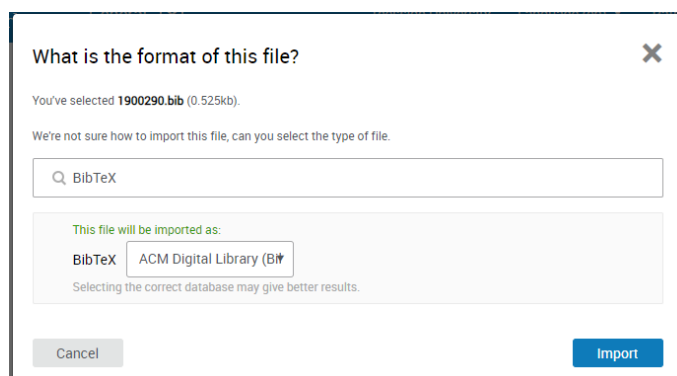 What is the format of this file?
You've selected 1900290.bib (0.525kb).
We're not sure how to import this file, can you select the type of file.
BibTeX
This file will be imported as:
BibTeX ACM Digital Library (Bi
Selecting the correct database may give better results.
Cancel Import